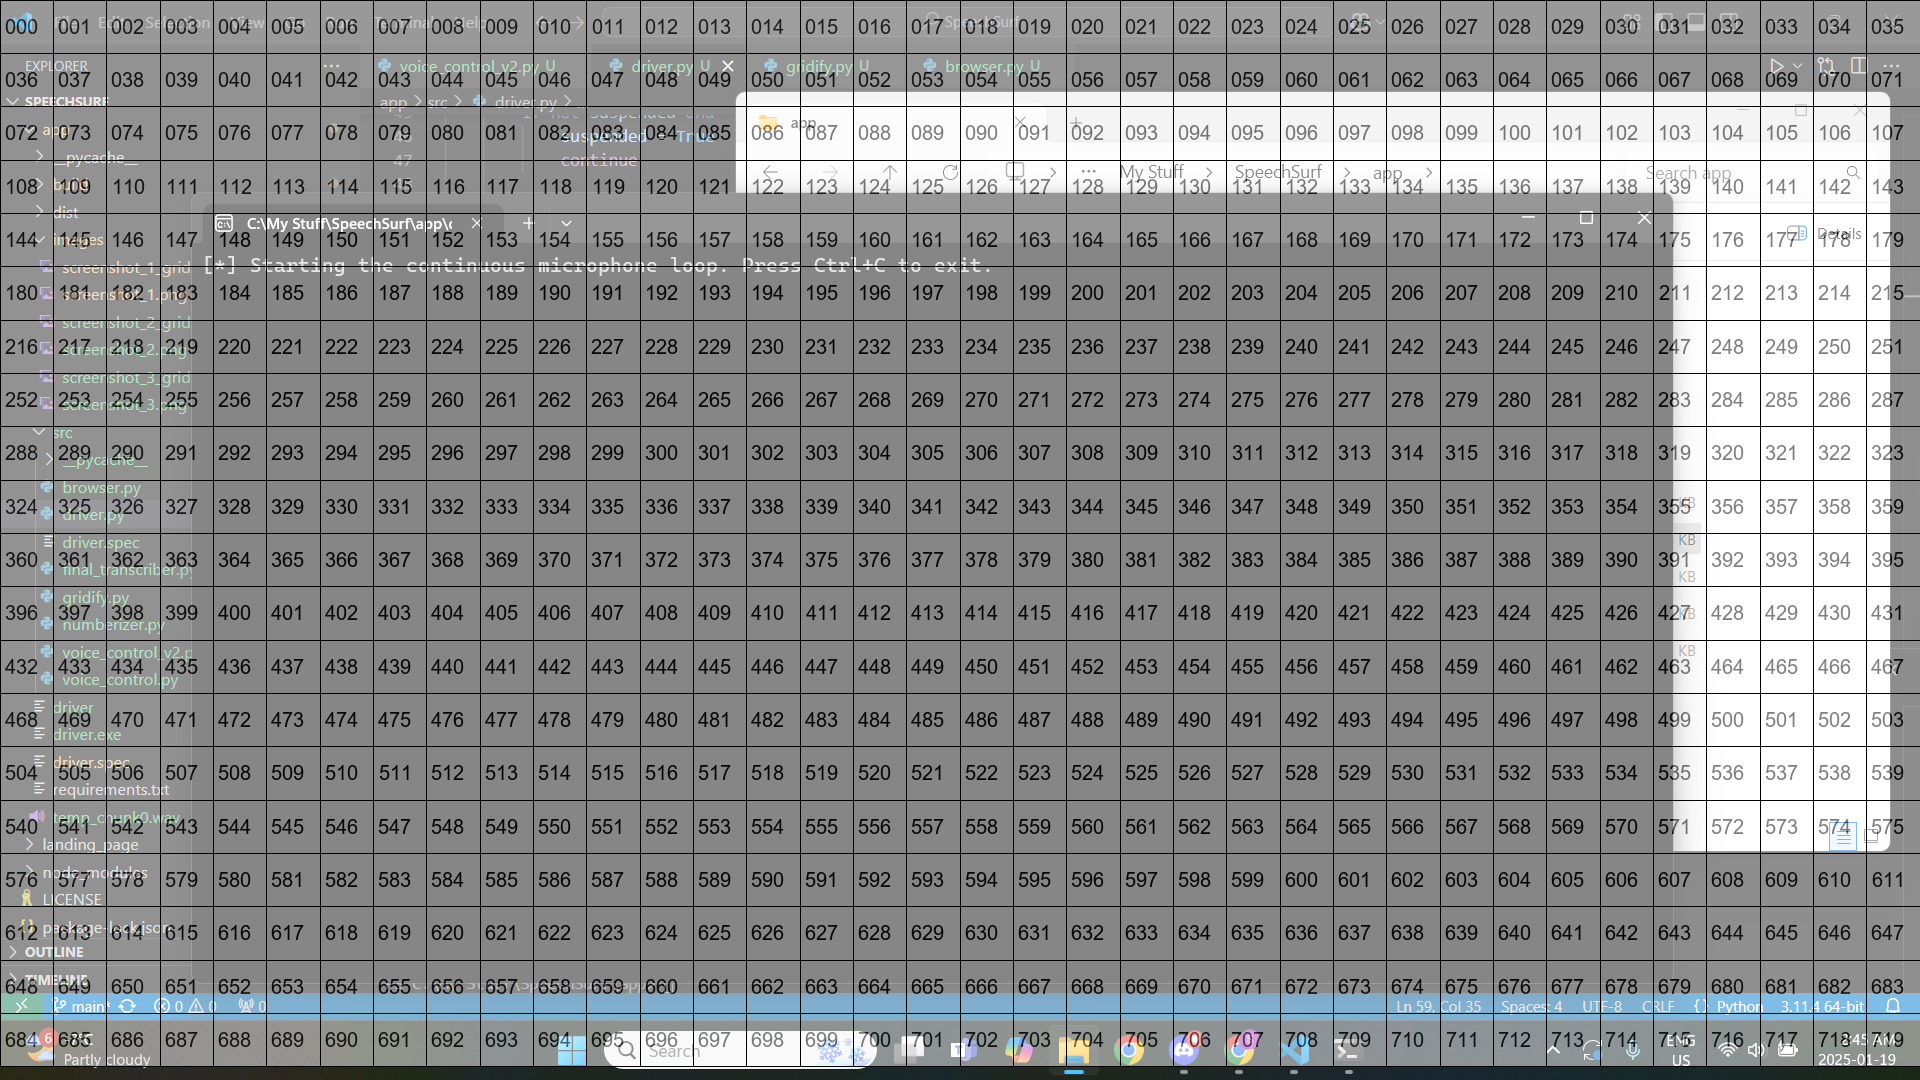 File Edit Selection View Go Run Terminal Help
SpeechSurf
EXPLORER
voice_control_v2.py U
driver.py U
gridify.py U
browser.py U
SPEECHSURF
app
__pycache__
build
dist
images
screenshot_1_grid
screenshot_1.png
screenshot_2_grid
screenshot_2.png
screenshot_3_grid
screenshot_3.png
src
__pycache__
browser.py
driver.py
driver.spec
final_transcriber.py
gridify.py
numberizer.py
voice_control_v2.p
voice_control.py
driver
driver.exe
driver.spec
requirements.txt
temp_chunk0.wav
landing_page
node_modules
LICENSE
package-lock.json
OUTLINE
TIMELINE
app > src > driver.py > ...
if not suspended and
46 suspended = True
47 continue
app
My Stuff > SpeechSurf > app >
Search app
Details
C:\My Stuff\SpeechSurf\app\c
[*] Starting the continuous microphone loop. Press Ctrl+C to exit.
KB
KB
KB
KB
KB
main*
0 0
0
Ln 59, Col 35
Spaces: 4
UTF-8
CRLF
{ } Python
3.11.4 64-bit
Partly cloudy
Search
ENG
US
8:45 AM
2025-01-19
000 001 002 003 004 005 006 007 008 009 010 011 012 013 014 015 016 017 018 019 020 021 022 023 024 025 026 027 028 029 030 031 032 033 034 035
036 037 038 039 040 041 042 043 044 045 046 047 048 049 050 051 052 053 054 055 056 057 058 059 060 061 062 063 064 065 066 067 068 069 070 071
072 073 074 075 076 077 078 079 080 081 082 083 084 085 086 087 088 089 090 091 092 093 094 095 096 097 098 099 100 101 102 103 104 105 106 107
108 109 110 111 112 113 114 115 116 117 118 119 120 121 122 123 124 125 126 127 128 129 130 131 132 133 134 135 136 137 138 139 140 141 142 143
144 145 146 147 148 149 150 151 152 153 154 155 156 157 158 159 160 161 162 163 164 165 166 167 168 169 170 171 172 173 174 175 176 177 178 179
180 181 182 183 184 185 186 187 188 189 190 191 192 193 194 195 196 197 198 199 200 201 202 203 204 205 206 207 208 209 210 211 212 213 214 215
216 217 218 219 220 221 222 223 224 225 226 227 228 229 230 231 232 233 234 235 236 237 238 239 240 241 242 243 244 245 246 247 248 249 250 251
252 253 254 255 256 257 258 259 260 261 262 263 264 265 266 267 268 269 270 271 272 273 274 275 276 277 278 279 280 281 282 283 284 285 286 287
288 289 290 291 292 293 294 295 296 297 298 299 300 301 302 303 304 305 306 307 308 309 310 311 312 313 314 315 316 317 318 319 320 321 322 323
324 325 326 327 328 329 330 331 332 333 334 335 336 337 338 339 340 341 342 343 344 345 346 347 348 349 350 351 352 353 354 355 356 357 358 359
360 361 362 363 364 365 366 367 368 369 370 371 372 373 374 375 376 377 378 379 380 381 382 383 384 385 386 387 388 389 390 391 392 393 394 395
396 397 398 399 400 401 402 403 404 405 406 407 408 409 410 411 412 413 414 415 416 417 418 419 420 421 422 423 424 425 426 427 428 429 430 431
432 433 434 435 436 437 438 439 440 441 442 443 444 445 446 447 448 449 450 451 452 453 454 455 456 457 458 459 460 461 462 463 464 465 466 467
468 469 470 471 472 473 474 475 476 477 478 479 480 481 482 483 484 485 486 487 488 489 490 491 492 493 494 495 496 497 498 499 500 501 502 503
504 505 506 507 508 509 510 511 512 513 514 515 516 517 518 519 520 521 522 523 524 525 526 527 528 529 530 531 532 533 534 535 536 537 538 539
540 541 542 543 544 545 546 547 548 549 550 551 552 553 554 555 556 557 558 559 560 561 562 563 564 565 566 567 568 569 570 571 572 573 574 575
576 577 578 579 580 581 582 583 584 585 586 587 588 589 590 591 592 593 594 595 596 597 598 599 600 601 602 603 604 605 606 607 608 609 610 611
612 613 614 615 616 617 618 619 620 621 622 623 624 625 626 627 628 629 630 631 632 633 634 635 636 637 638 639 640 641 642 643 644 645 646 647
648 649 650 651 652 653 654 655 656 657 658 659 660 661 662 663 664 665 666 667 668 669 670 671 672 673 674 675 676 677 678 679 680 681 682 683
684 685 686 687 688 689 690 691 692 693 694 695 696 697 698 699 700 701 702 703 704 705 706 707 708 709 710 711 712 713 714 715 716 717 718 719